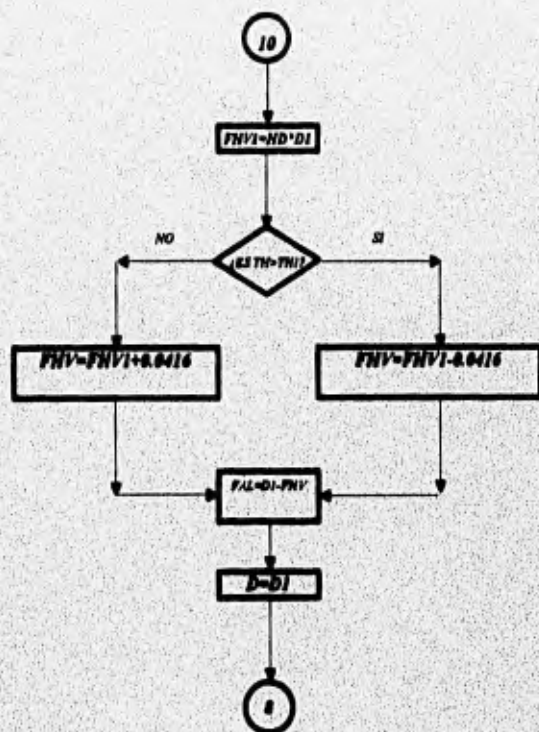 10
FHV1=HD*D1
NO
SI
¿ES TH>TH1?
FHV=FHV1+0.0416
FHV=FHV1-0.0416
FAL=D1-FHV
D=D1
8